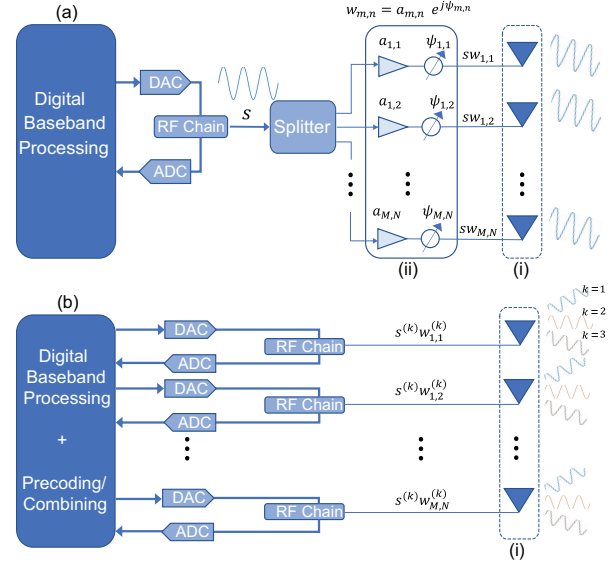 (a)
w_{m,n} = a_{m,n} e^{jψ_{m,n}}
Digital
Baseband
Processing
DAC
RF Chain
ADC
S
Splitter
a_{1,1}
ψ_{1,1}
sw_{1,1}
a_{1,2}
ψ_{1,2}
sw_{1,2}
a_{M,N}
ψ_{M,N}
sw_{M,N}
(ii)
(i)
(b)
Digital
Baseband
Processing
+
Precoding/
Combining
DAC
ADC
RF Chain
s^{(k)}w_{1,1}^{(k)}
k = 1
k = 2
k = 3
DAC
ADC
RF Chain
s^{(k)}w_{1,2}^{(k)}
DAC
ADC
RF Chain
s^{(k)}w_{M,N}^{(k)}
(i)